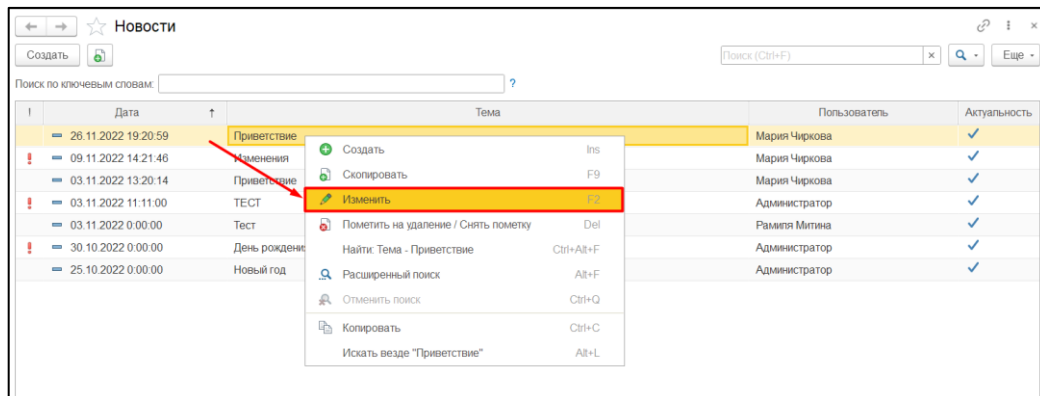 Новости
Создать Поиск (Ctrl+F) × Еще
Поиск по ключевым словам: ?
! Дата ↑ Тема Пользователь Актуальность
26.11.2022 19:20:59 Приветствие Мария Чиркова
! 09.11.2022 14:21:46 Изменения Мария Чиркова
03.11.2022 13:20:14 Приветствие Мария Чиркова
! 03.11.2022 11:11:00 ТЕСТ Администратор
03.11.2022 0:00:00 Тест Рамиля Митина
! 30.10.2022 0:00:00 День рождени Администратор
25.10.2022 0:00:00 Новый год Администратор
Создать Ins
Скопировать F9
Изменить F2
Пометить на удаление / Снять пометку Del
Найти: Тема - Приветствие Ctrl+Alt+F
Расширенный поиск Alt+F
Отменить поиск Ctrl+Q
Копировать Ctrl+C
Искать везде "Приветствие" Alt+L